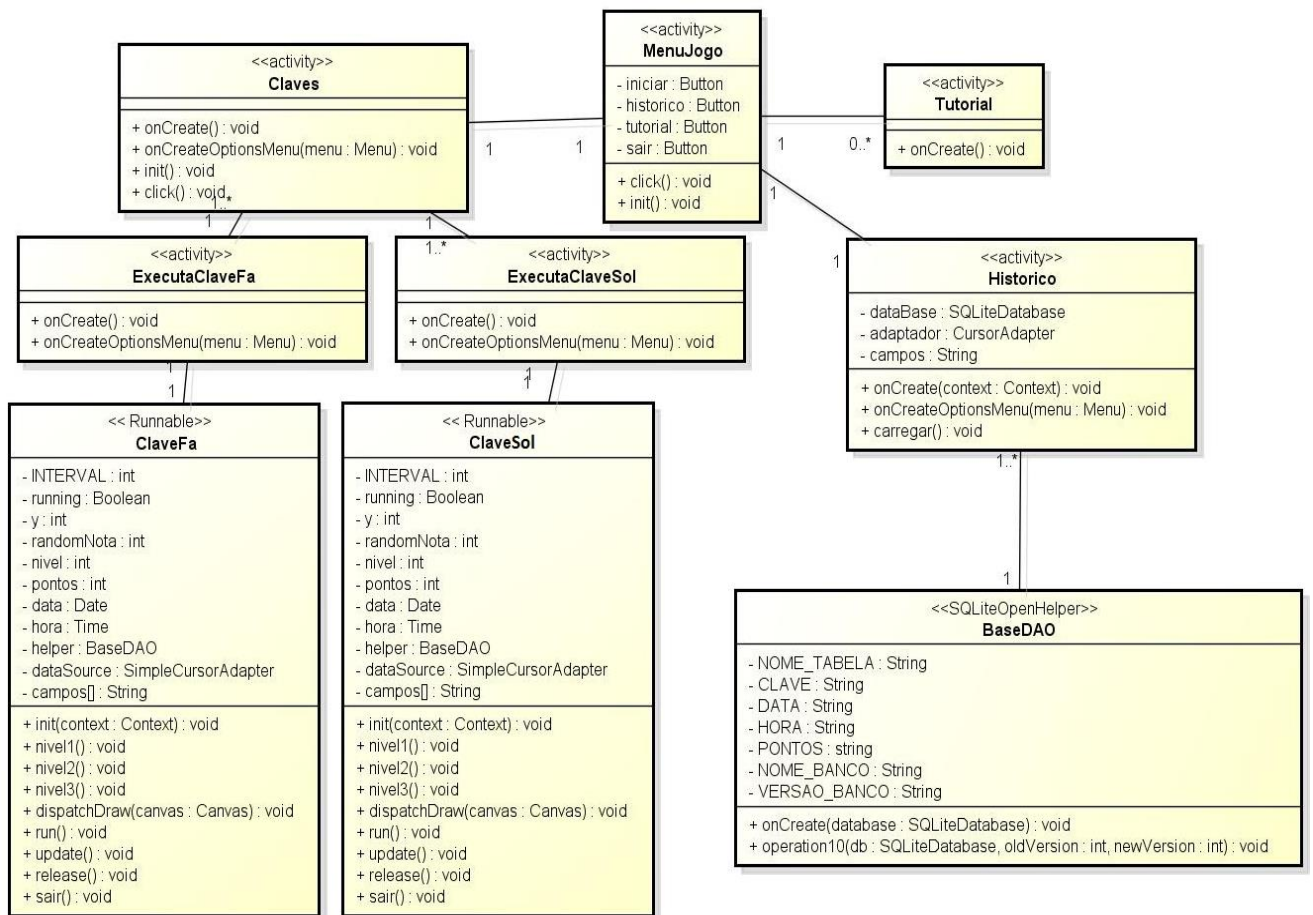 <<activity>>
Claves
+ onCreate() : void
+ onCreateOptionsMenu(menu : Menu) : void
+ init() : void
+ click() : void
<<activity>>
MenuJogo
- iniciar : Button
- historico : Button
- tutorial : Button
- sair : Button
+ click() : void
+ init() : void
<<activity>>
Tutorial
+ onCreate() : void
1
1
1
0..*
1
1
1..*
1
1
1..*
<<activity>>
ExecutaClaveFa
+ onCreate() : void
+ onCreateOptionsMenu(menu : Menu) : void
<<activity>>
ExecutaClaveSol
+ onCreate() : void
+ onCreateOptionsMenu(menu : Menu) : void
<<activity>>
Historico
- dataBase : SQLiteDatabase
- adaptador : CursorAdapter
- campos : String
+ onCreate(context : Context) : void
+ onCreateOptionsMenu(menu : Menu) : void
+ carregar() : void
1
1
1
1
1..*
1
<< Runnable>>
ClaveFa
- INTERVAL : int
- running : Boolean
- y : int
- randomNota : int
- nivel : int
- pontos : int
- data : Date
- hora : Time
- helper : BaseDAO
- dataSource : SimpleCursorAdapter
- campos[] : String
+ init(context : Context) : void
+ nivel1() : void
+ nivel2() : void
+ nivel3() : void
+ dispatchDraw(canvas : Canvas) : void
+ run() : void
+ update() : void
+ release() : void
+ sair() : void
<< Runnable>>
ClaveSol
- INTERVAL : int
- running : Boolean
- y : int
- randomNota : int
- nivel : int
- pontos : int
- data : Date
- hora : Time
- helper : BaseDAO
- dataSource : SimpleCursorAdapter
- campos[] : String
+ init(context : Context) : void
+ nivel1() : void
+ nivel2() : void
+ nivel3() : void
+ dispatchDraw(canvas : Canvas) : void
+ run() : void
+ update() : void
+ release() : void
+ sair() : void
<<SQLiteOpenHelper>>
BaseDAO
- NOME_TABELA : String
- CLAVE : String
- DATA : String
- HORA : String
- PONTOS : string
- NOME_BANCO : String
- VERSAO_BANCO : String
+ onCreate(database : SQLiteDatabase) : void
+ operation10(db : SQLiteDatabase, oldVersion : int, newVersion : int) : void